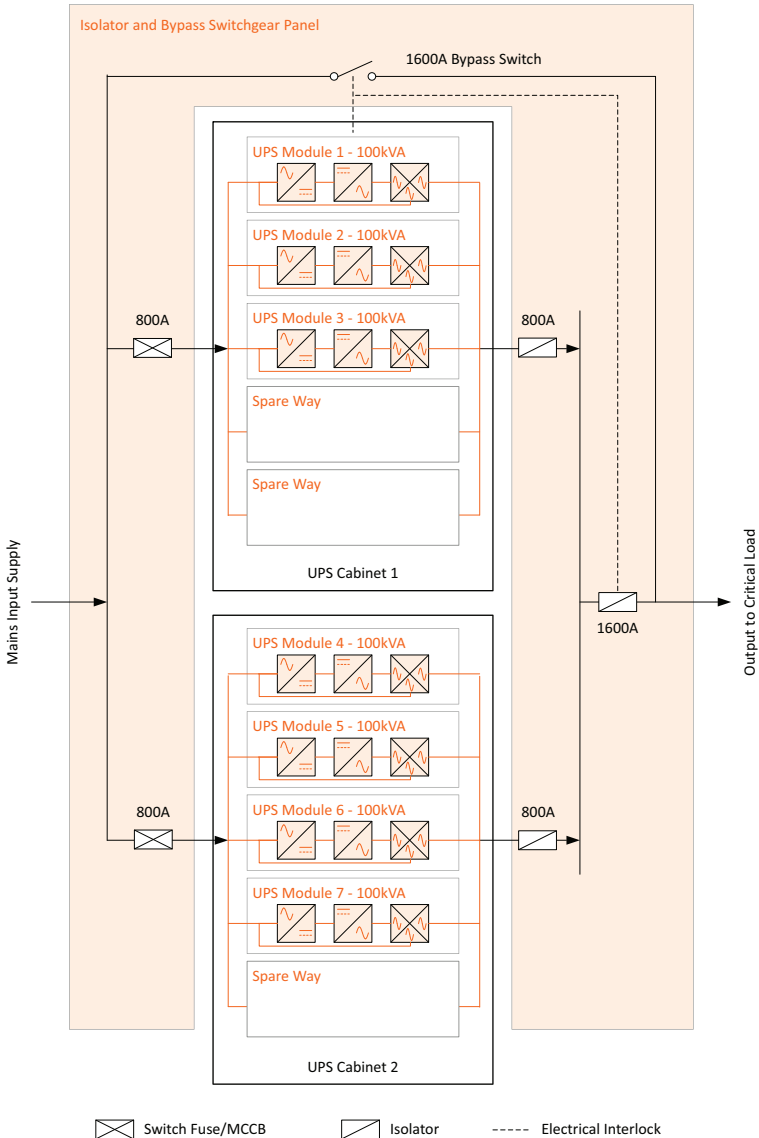 Isolator and Bypass Switchgear Panel
1600A Bypass Switch
UPS Module 1 - 100kVA
UPS Module 2 - 100kVA
UPS Module 3 - 100kVA
800A
800A
Spare Way
Spare Way
UPS Cabinet 1
Mains Input Supply
1600A
Output to Critical Load
UPS Module 4 - 100kVA
UPS Module 5 - 100kVA
UPS Module 6 - 100kVA
800A
800A
UPS Module 7 - 100kVA
Spare Way
UPS Cabinet 2
Switch Fuse/MCCB
Isolator
Electrical Interlock